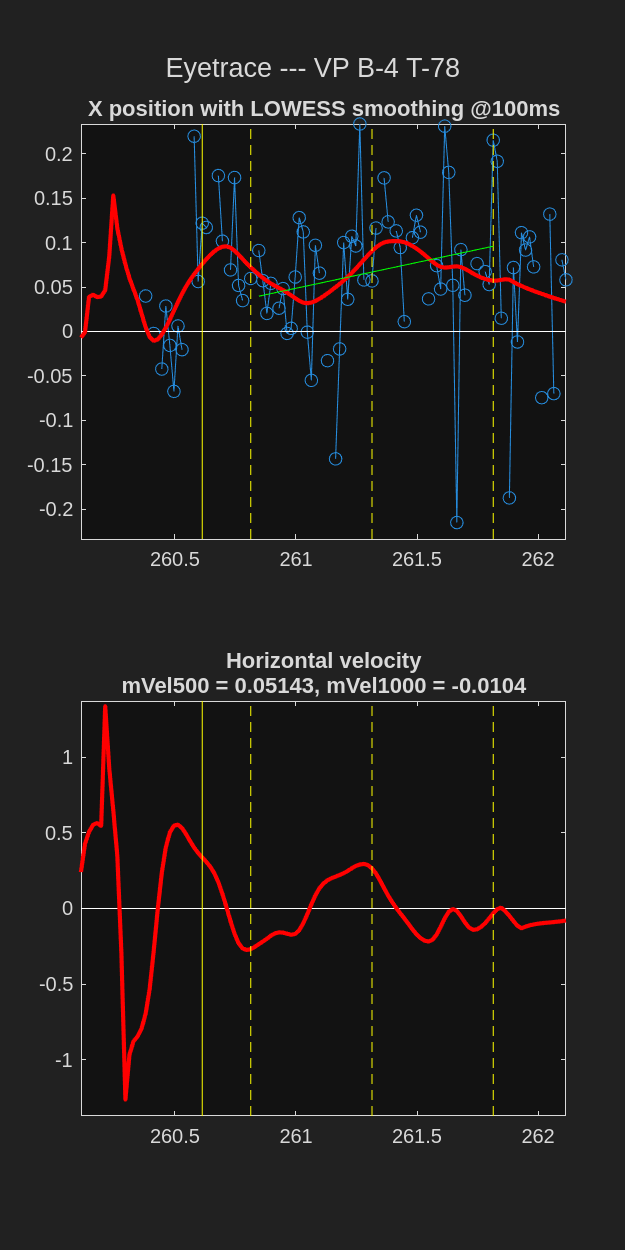 Eyetrace --- VP B-4 T-78
X position with LOWESS smoothing @100ms
0.2
0.15
0.1
0.05
0
-0.05
-0.1
-0.15
-0.2
260.5 261 261.5 262
Horizontal velocity
mVel500 = 0.05143, mVel1000 = -0.0104
1
0.5
0
-0.5
-1
260.5 261 261.5 262